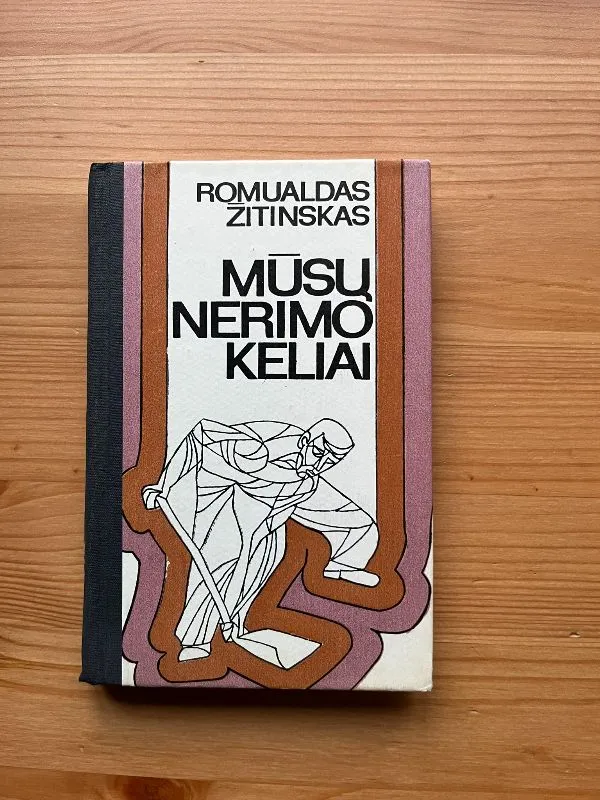 ROMUALDAS
ŽITINSKAS
MŪSŲ
NERIMO
KELIAI